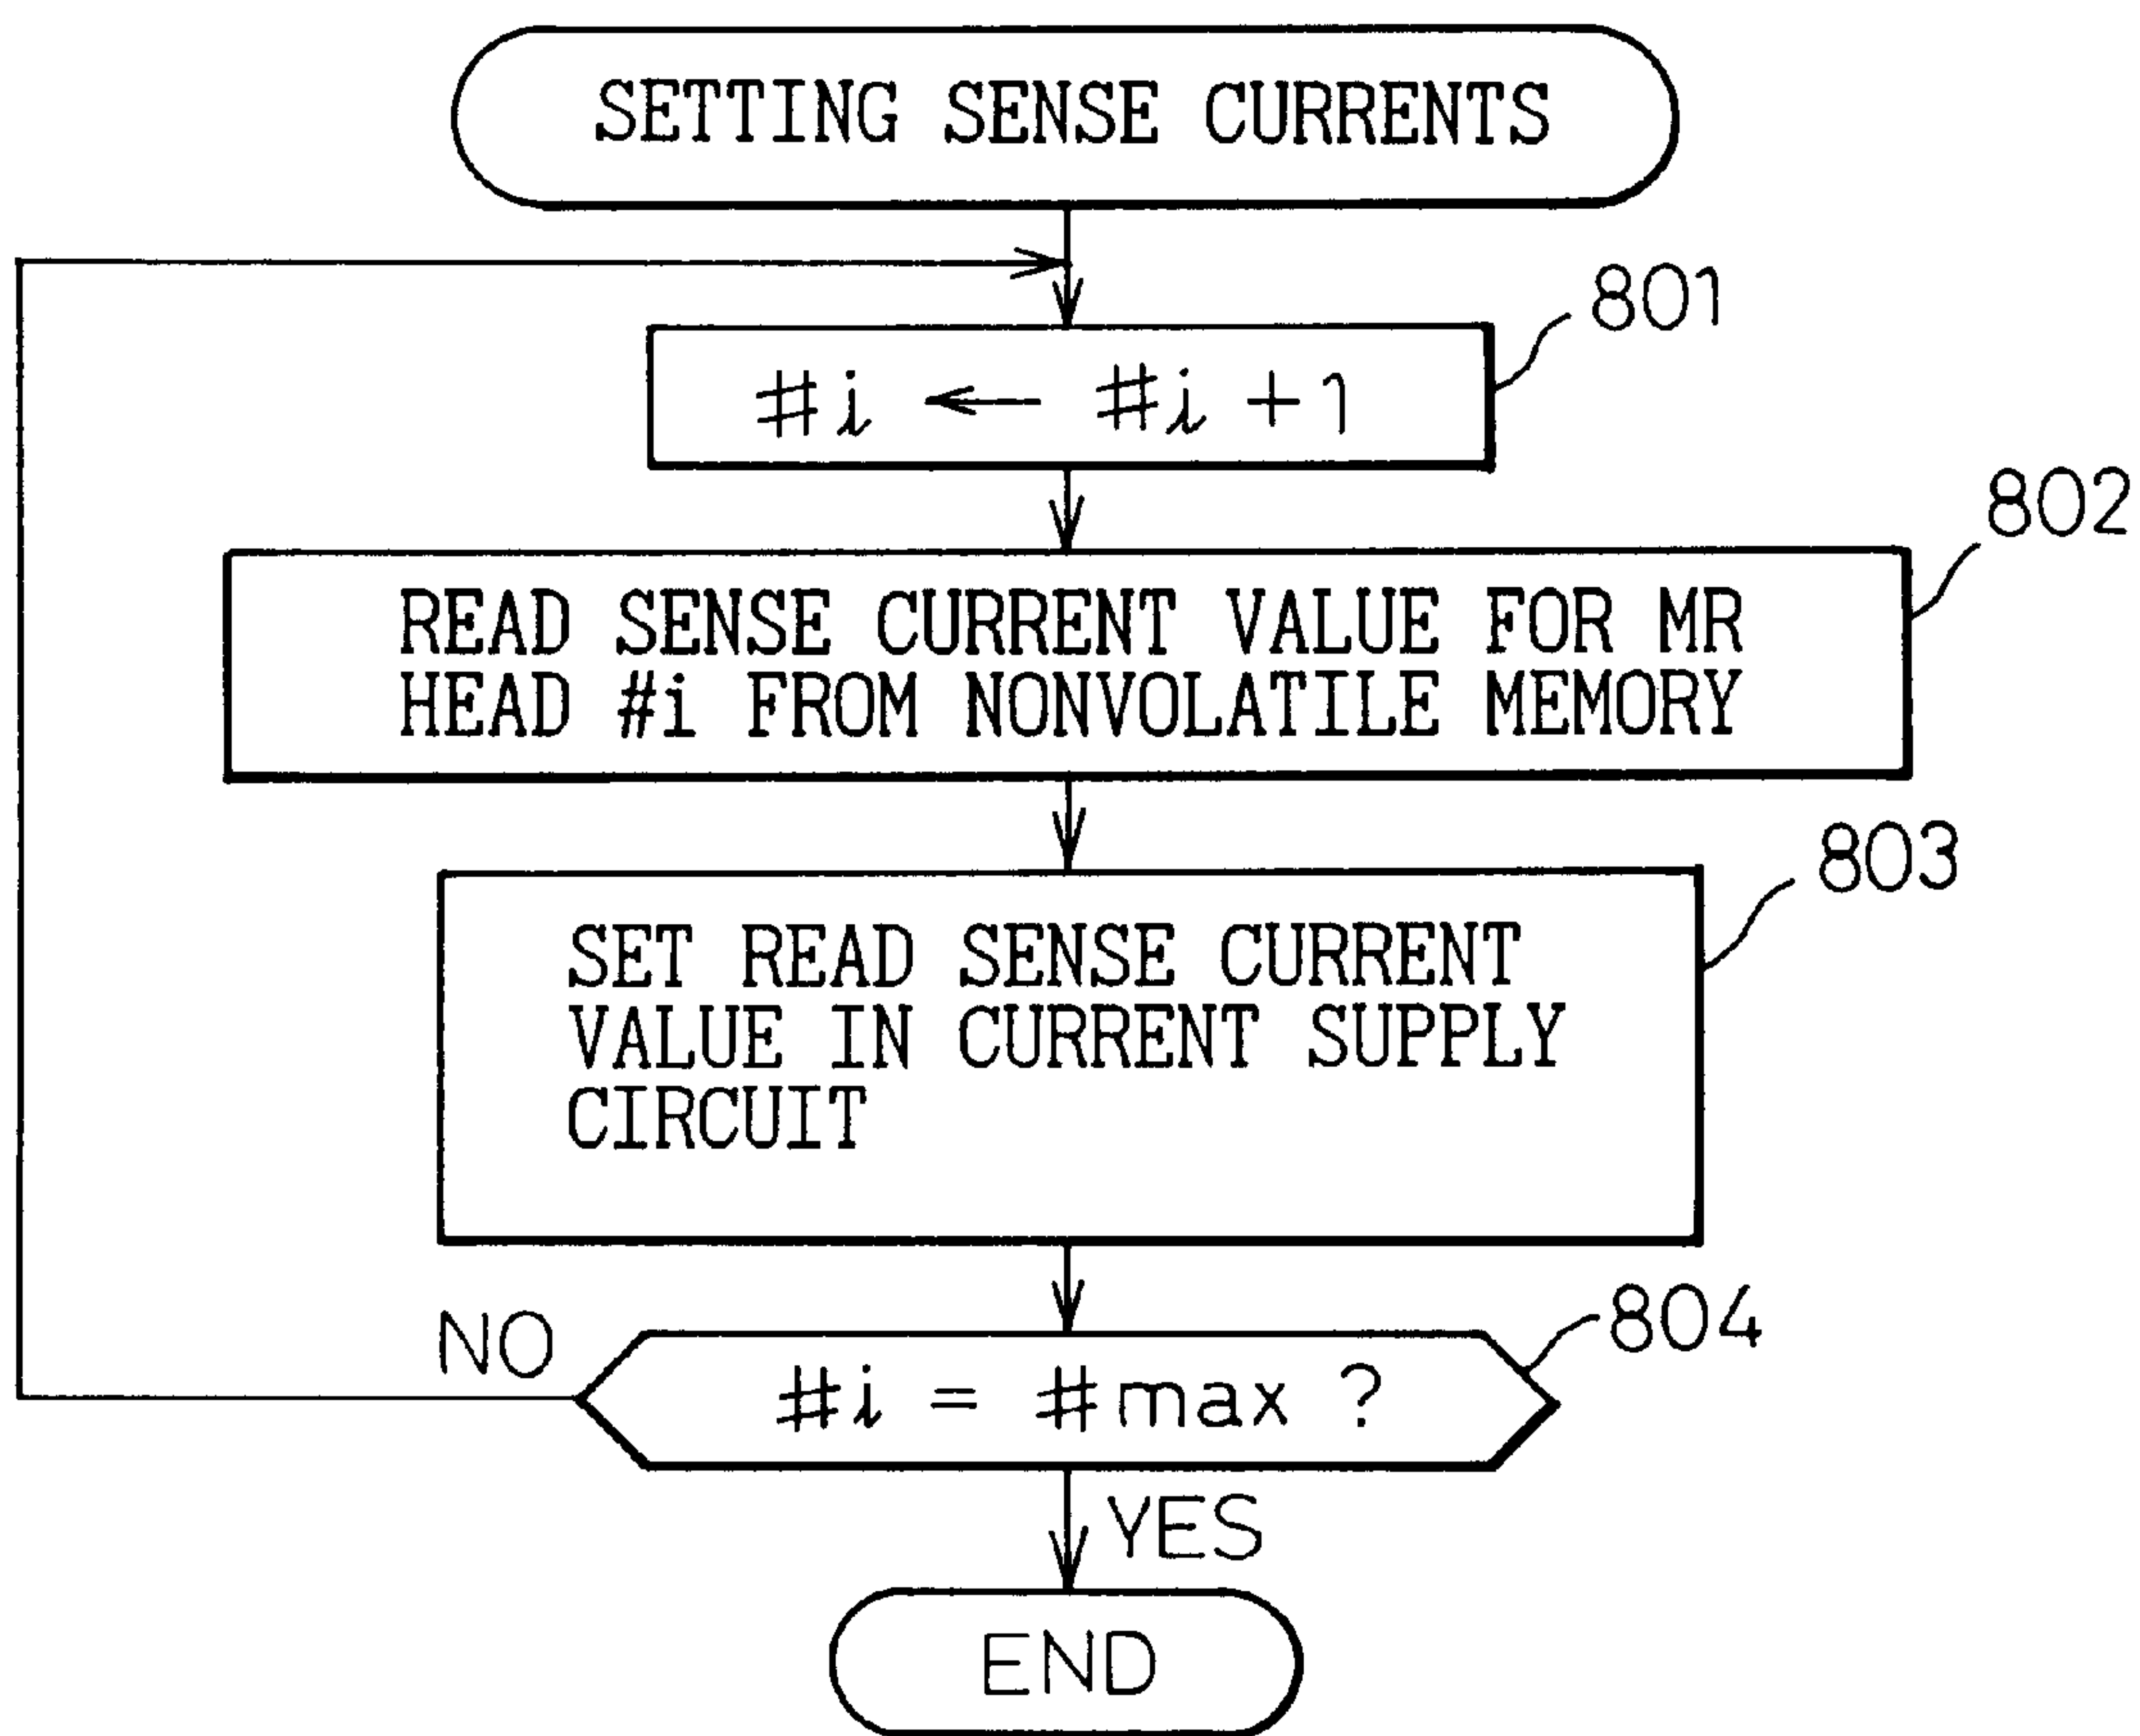 SETTING SENSE CURRENTS
801
#i ← #i +1
802
READ SENSE CURRENT VALUE FOR MR
HEAD #i FROM NONVOLATILE MEMORY
803
SET READ SENSE CURRENT
VALUE IN CURRENT SUPPLY
CIRCUIT
804
NO
#i = #max ?
YES
END